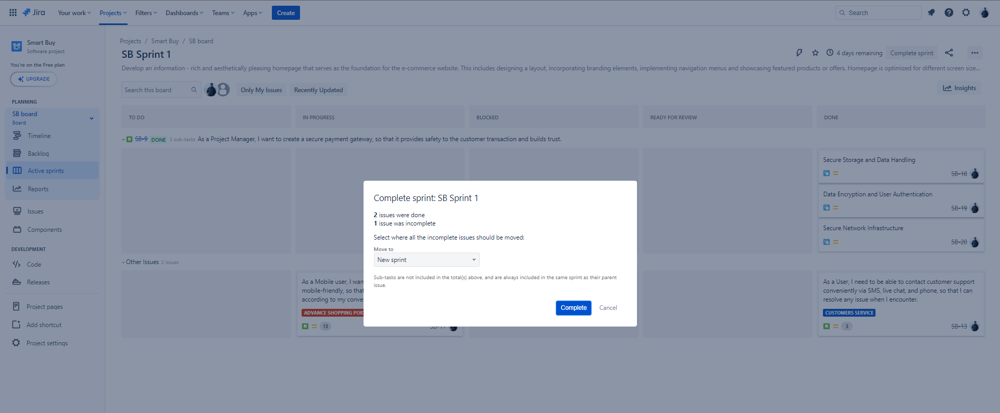 Jira
Your work
Projects
Filters
Dashboards
Teams
Apps
Create
Search
Smart Buy
Software project
You're on the Free plan
UPGRADE
PLANNING
SB board
Board
Timeline
Backlog
Active sprints
Reports
Issues
Components
DEVELOPMENT
Code
Releases
Project pages
Add shortcut
Project settings
Projects / Smart Buy / SB board
SB Sprint 1
4 days remaining
Complete sprint
Develop an information - rich and aesthetically pleasing homepage that serves as the foundation for the e-commerce website. This includes designing a layout, incorporating branding elements, implementing navigation menus and showcasing featured products or offers. Homepage is optimized for different screen size...
Search this board
Only My Issues
Recently Updated
Insights
TO DO
IN PROGRESS
BLOCKED
READY FOR REVIEW
DONE
SB-9 DONE 3 sub-tasks As a Project Manager, I want to create a secure payment gateway, so that it provides safety to the customer transaction and builds trust.
Secure Storage and Data Handling
SB-18
Data Encryption and User Authentication
SB-19
Secure Network Infrastructure
SB-20
Other Issues 2 issues
As a Mobile user, I wan
mobile-friendly, so that
according to my conve
ADVANCE SHOPPING POR
13
As a User, I need to be able to contact customer support
conveniently via SMS, live chat, and phone, so that I can
resolve any issue when I encounter.
CUSTOMERS SERVICE
3
SB-13
Complete sprint: SB Sprint 1
2 issues were done
1 issue was incomplete
Select where all the incomplete issues should be moved:
Move to
New sprint
Sub-tasks are not included in the total(s) above, and are always included in the same sprint as their parent
issue.
Complete
Cancel